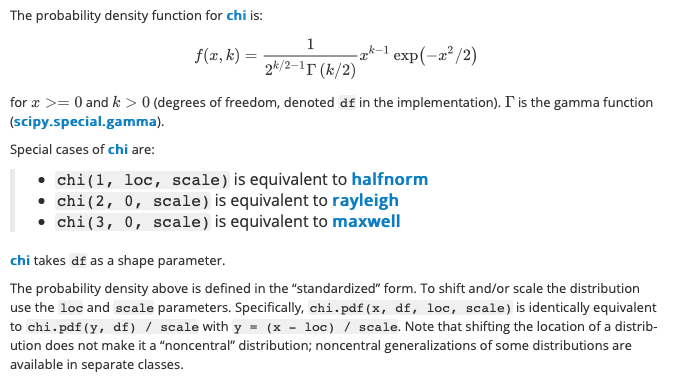 The probability density function for chi is:
f(x, k) = 1 / (2^{k/2−1} Γ (k/2)) x^{k−1} exp(−x²/2)
for x >= 0 and k > 0 (degrees of freedom, denoted df in the implementation). Γ is the gamma function
(scipy.special.gamma).
Special cases of chi are:
• chi(1, loc, scale) is equivalent to halfnorm
• chi(2, 0, scale) is equivalent to rayleigh
• chi(3, 0, scale) is equivalent to maxwell
chi takes df as a shape parameter.
The probability density above is defined in the “standardized” form. To shift and/or scale the distribution
use the loc and scale parameters. Specifically, chi.pdf(x, df, loc, scale) is identically equivalent
to chi.pdf(y, df) / scale with y = (x - loc) / scale. Note that shifting the location of a distrib-
ution does not make it a “noncentral” distribution; noncentral generalizations of some distributions are
available in separate classes.